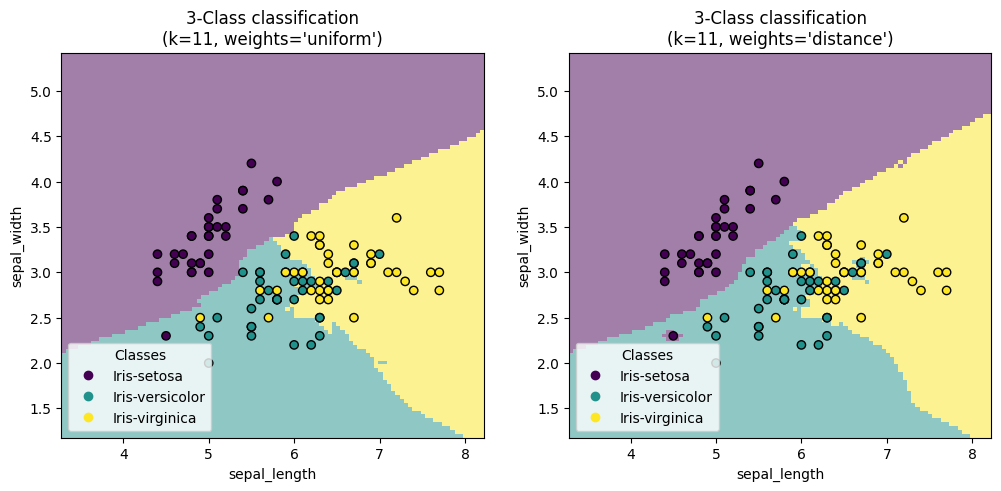 3-Class classification
(k=11, weights='uniform')
5.0
4.5
4.0
3.5
3.0
2.5
2.0
1.5
sepal_width
Classes
Iris-setosa
Iris-versicolor
Iris-virginica
4
5
6
7
8
sepal_length
3-Class classification
(k=11, weights='distance')
5.0
4.5
4.0
3.5
3.0
2.5
2.0
1.5
sepal_width
Classes
Iris-setosa
Iris-versicolor
Iris-virginica
4
5
6
7
8
sepal_length